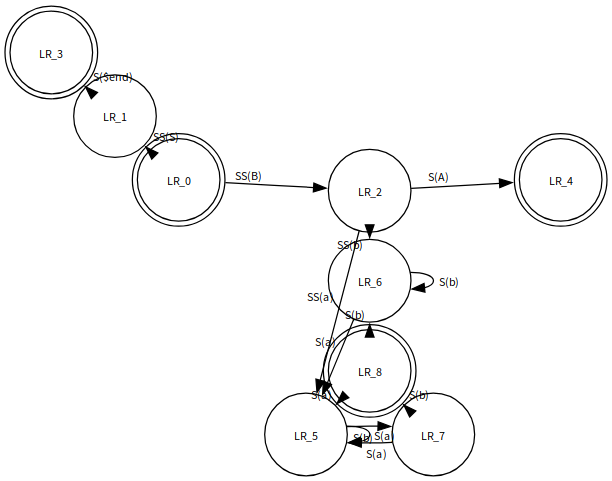 LR_3
S($end)
LR_1
SS(S)
LR_0
SS(B)
LR_2
S(A)
LR_4
SS(b)
LR_6
S(b)
SS(a)
S(b)
S(a)
LR_8
S(b)
LR_5
S(b)
S(a)
LR_7
S(a)